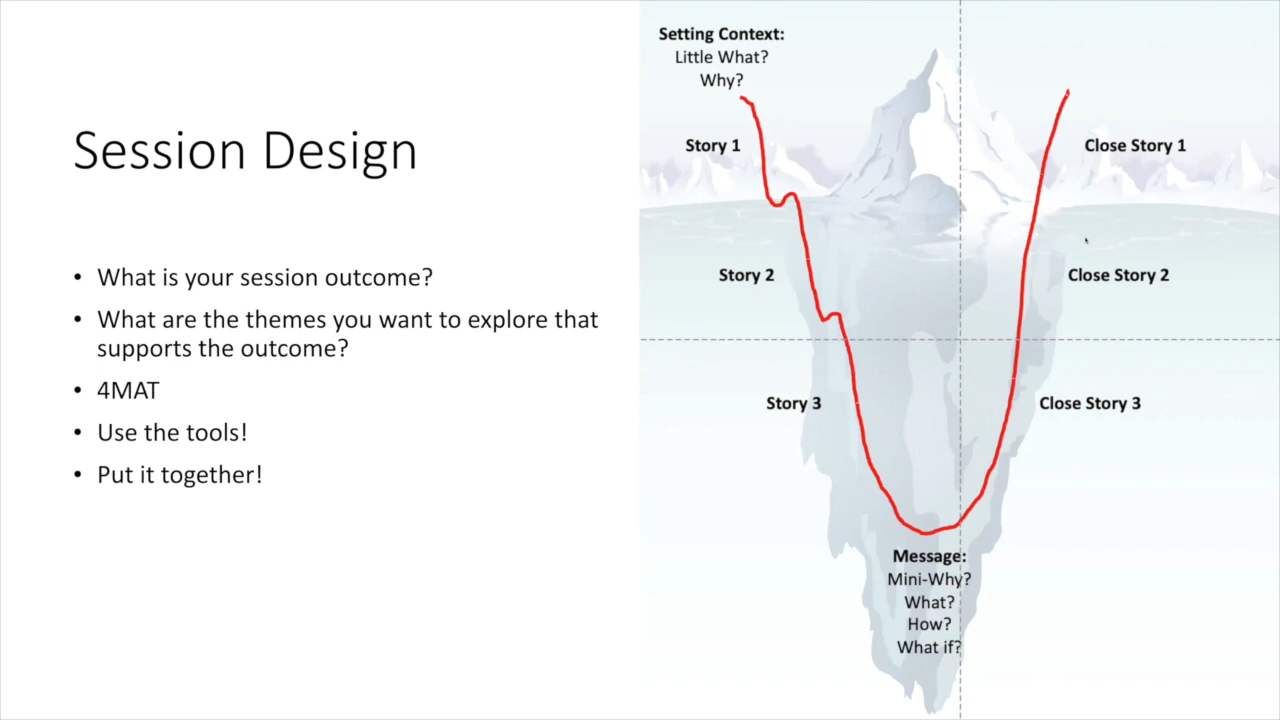 Session Design
• What is your session outcome?
• What are the themes you want to explore that
supports the outcome?
• 4MAT
• Use the tools!
• Put it together!
Setting Context:
Little What?
Why?
Story 1
Close Story 1
Story 2
Close Story 2
Story 3
Close Story 3
Message:
Mini-Why?
What?
How?
What if?